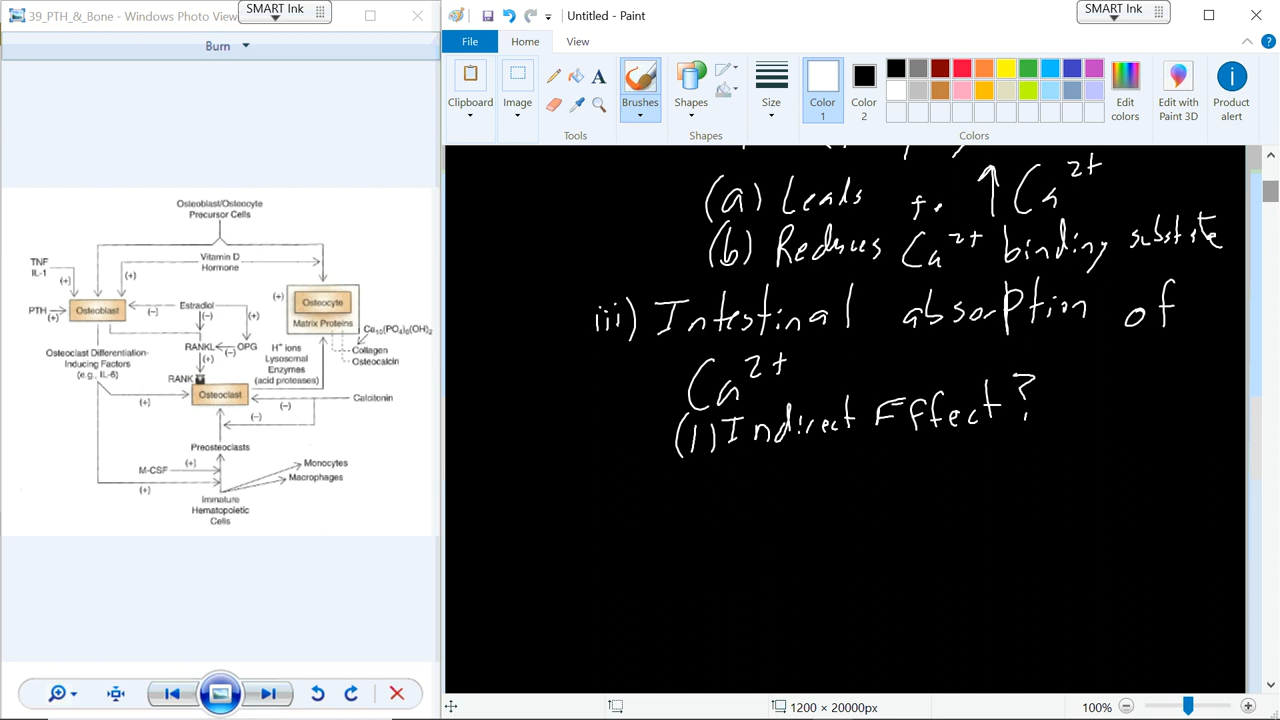 39_PTH_&_Bone - Windows Photo View
SMART Ink
Burn
Osteoblast/Osteocyte
Precursor Cells
Vitamin D
Hormone
TNF
IL-1
(+)
(+)
(+)
PTH
(+)
Osteoblast
(−)
Estradiol
(−)
(+)
Osteocyte
Matrix Proteins
Ca10(PO4)6(OH)2
Collagen
Osteocalcin
RANKL
(−)
OPG
(+)
H+ ions
Lysosomal
Enzymes
(acid proteases)
Osteoclast Differentiation-
Inducing Factors
(e.g., IL-6)
RANK
Osteoclast
(+)
(−)
Calcitonin
(−)
Preosteoclasts
M-CSF
(+)
(+)
Monocytes
Macrophages
Immature
Hematopoietic
Cells
Untitled - Paint
SMART Ink
File
Home
View
Clipboard
Image
Tools
Brushes
Shapes
Shapes
Size
Color
1
Color
2
Colors
Edit
colors
Edit with
Paint 3D
Product
alert
(a) Leads to ↑ Ca2+
(b) Reduces Ca2+ binding
iii) Intestinal absorption of
Ca2+
(1) Indirect Effect?
1200 × 20000px
100%